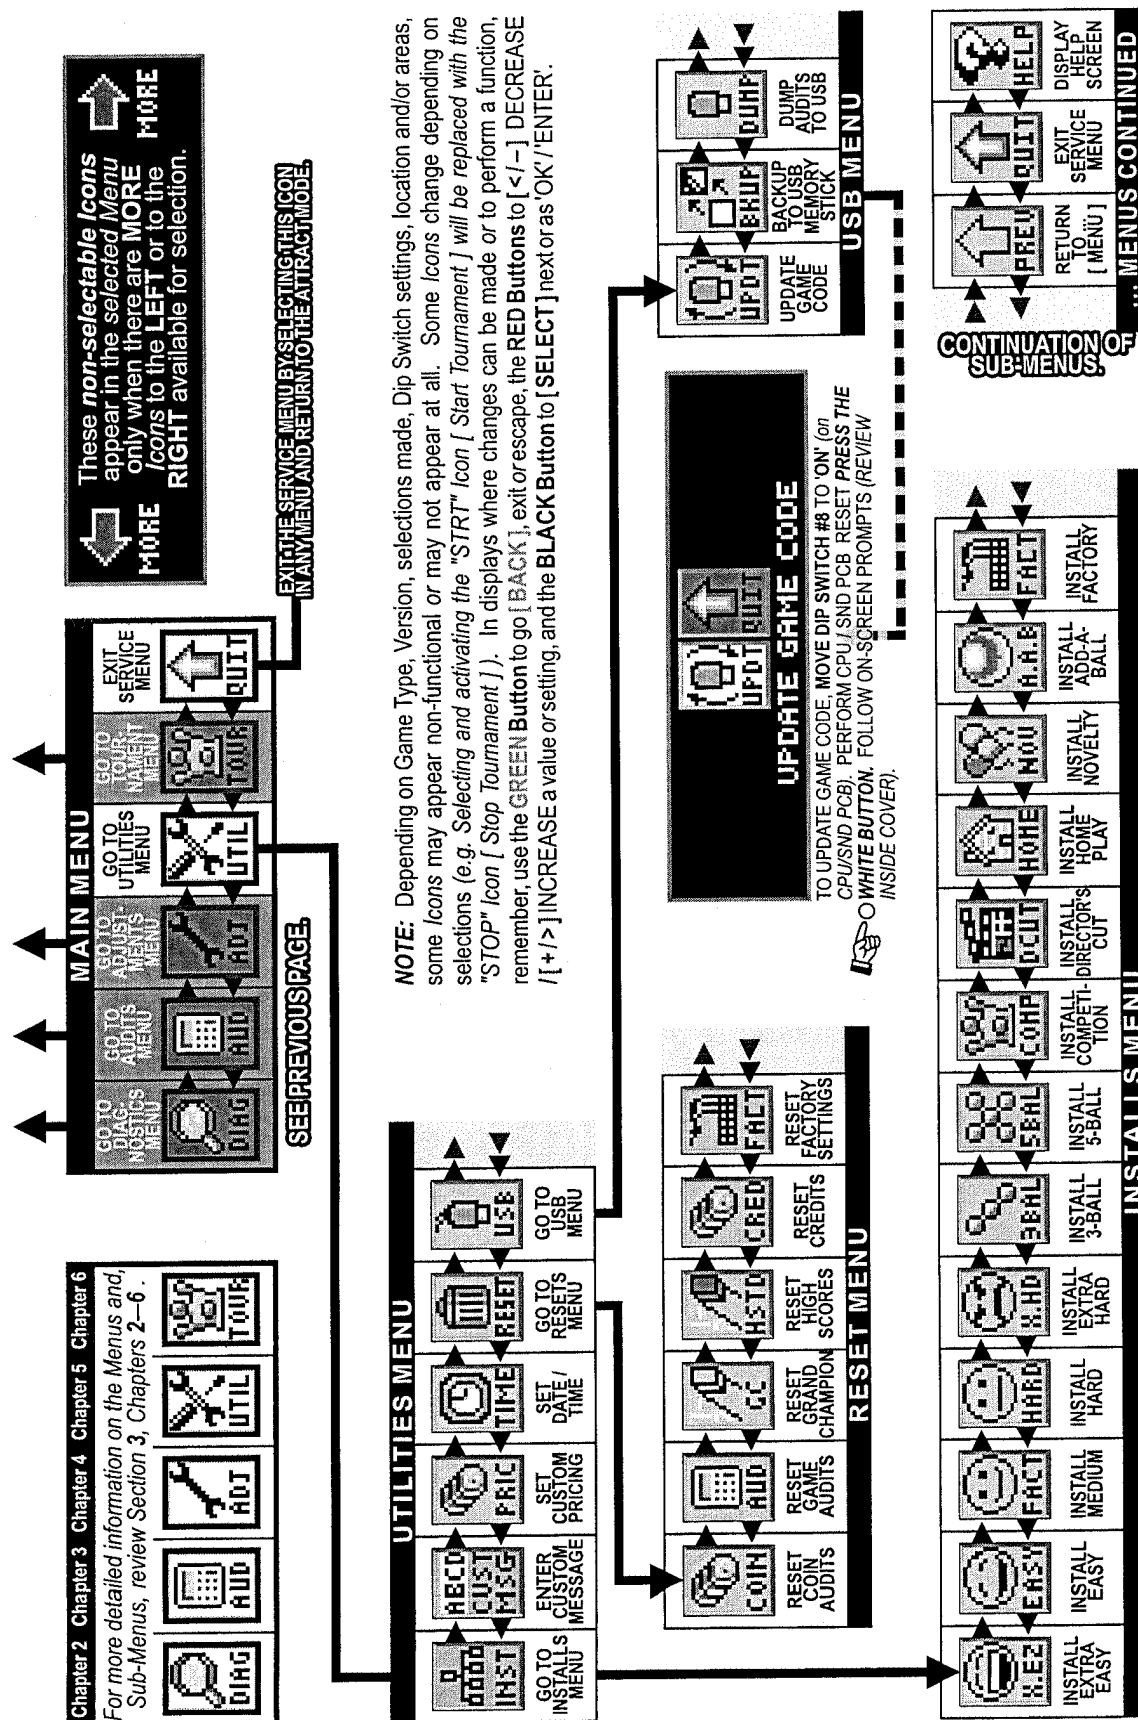 Chapter 2 Chapter 3 Chapter 4 Chapter 5 Chapter 6
For more detailed information on the Menus and,
Sub-Menus, review Section 3, Chapters 2–6 .
DIAG
AUD
ADJ
UTIL
TOUR
MAIN MENU
GO TO
DIAG-
NOSTICS
MENU
DIAG
GO TO
AUDITS
MENU
AUD
GO TO
ADJUST-
MENTS
MENU
ADJ
GO TO
UTILITIES
MENU
UTIL
GO TO
TOUR-
NAMENT
MENU
TOUR
EXIT
SERVICE
MENU
QUIT
SEE PREVIOUS PAGE.
MORE
These non-selectable Icons
appear in the selected Menu
only when there are MORE
Icons to the LEFT or to the
RIGHT available for selection.
MORE
EXIT THE SERVICE MENU BY SELECTING THIS ICON
IN ANY MENU AND RETURN TO THE ATTRACT MODE.
NOTE: Depending on Game Type, Version, selections made, Dip Switch settings, location and/or areas,
some Icons may appear non-functional or may not appear at all. Some Icons change depending on
selections (e.g. Selecting and activating the "STRT" Icon [ Start Tournament ] will be replaced with the
"STOP" Icon [ Stop Tournament ] ). In displays where changes can be made or to perform a function,
remember, use the GREEN Button to go [ BACK ], exit or escape, the RED Buttons to [ </– ] DECREASE
/ [ +/> ] INCREASE a value or setting, and the BLACK Button to [ SELECT ] next or as 'OK' / 'ENTER'.
UTILITIES MENU
INST
GO TO
INSTALLS
MENU
ABCD
CUST
MSG
ENTER
CUSTOM
MESSAGE
PRIC
SET
CUSTOM
PRICING
TIME
SET
DATE /
TIME
RESET
GO TO
RESETS
MENU
USB
GO TO
USB
MENU
UPDT
UPDATE
GAME
CODE
BKUP
BACKUP
TO USB
MEMORY
STICK
DUMP
DUMP
AUDITS
TO USB
USB MENU
COIN
RESET
COIN
AUDITS
AUD
RESET
GAME
AUDITS
GC
RESET
GRAND
CHAMPION
HSTD
RESET
HIGH
SCORES
CRED
RESET
CREDITS
FACT
RESET
FACTORY
SETTINGS
RESET MENU
UPDT
QUIT
UPDATE GAME CODE
TO UPDATE GAME CODE, MOVE DIP SWITCH #8 TO 'ON' (on
CPU/SND PCB). PERFORM CPU / SND PCB RESET PRESS THE
WHITE BUTTON. FOLLOW ON-SCREEN PROMPTS (REVIEW
INSIDE COVER).
X.EZ
INSTALL
EXTRA
EASY
EASY
INSTALL
EASY
FACT
INSTALL
MEDIUM
HARD
INSTALL
HARD
X.HD
INSTALL
EXTRA
HARD
3BAL
INSTALL
3-BALL
5BAL
INSTALL
5-BALL
COMP
INSTALL
COMPETI-
TION
DCUT
INSTALL
DIRECTOR'S
CUT
HOME
INSTALL
HOME
PLAY
NOV
INSTALL
NOVELTY
A.A.B
INSTALL
ADD-A-
BALL
FACT
INSTALL
FACTORY
INSTALLS MENU
CONTINUATION OF
SUB-MENUS.
PREV
RETURN
TO
[ MENU ]
QUIT
EXIT
SERVICE
MENU
HELP
DISPLAY
HELP
SCREEN
... MENUS CONTINUED